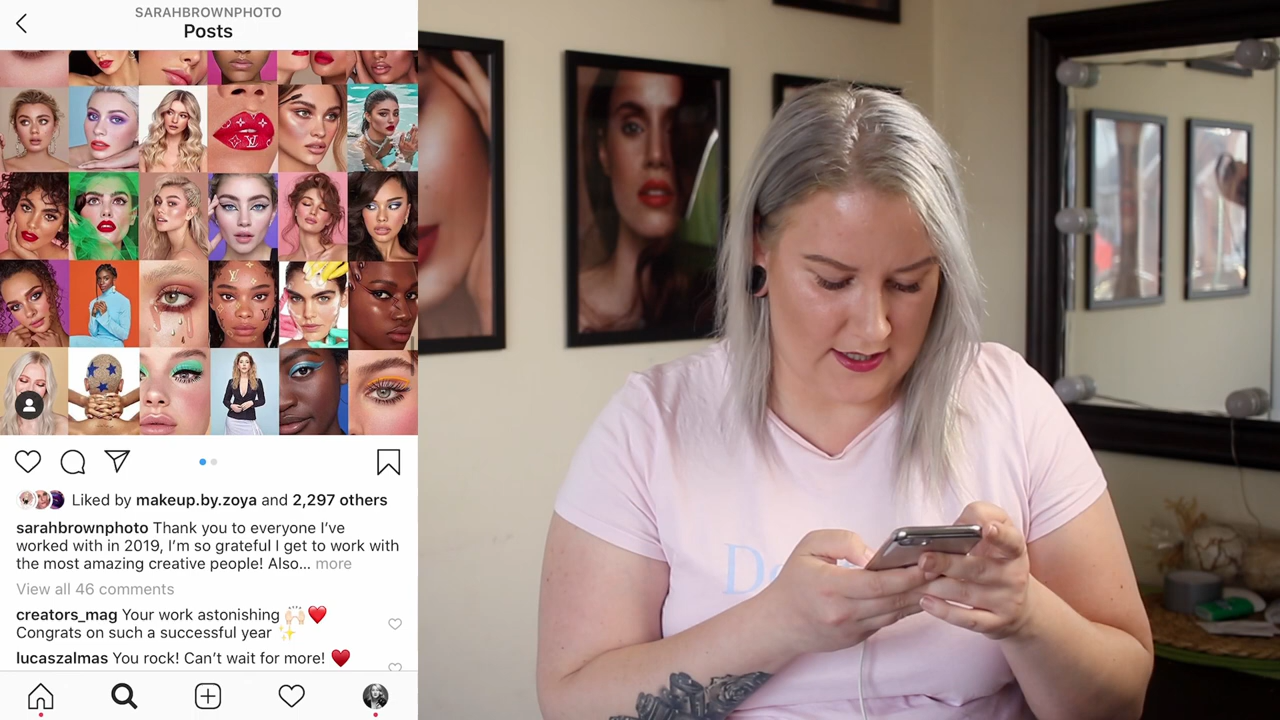 SARAHBROWNPHOTO
Posts
Liked by makeup.by.zoya and 2,297 others
sarahbrownphoto Thank you to everyone I've
worked with in 2019, I'm so grateful I get to work with
the most amazing creative people! Also... more
View all 46 comments
creators_mag Your work astonishing 🙌🏻❤️
Congrats on such a successful year ✨
lucaszalmas You rock! Can't wait for more! ❤️